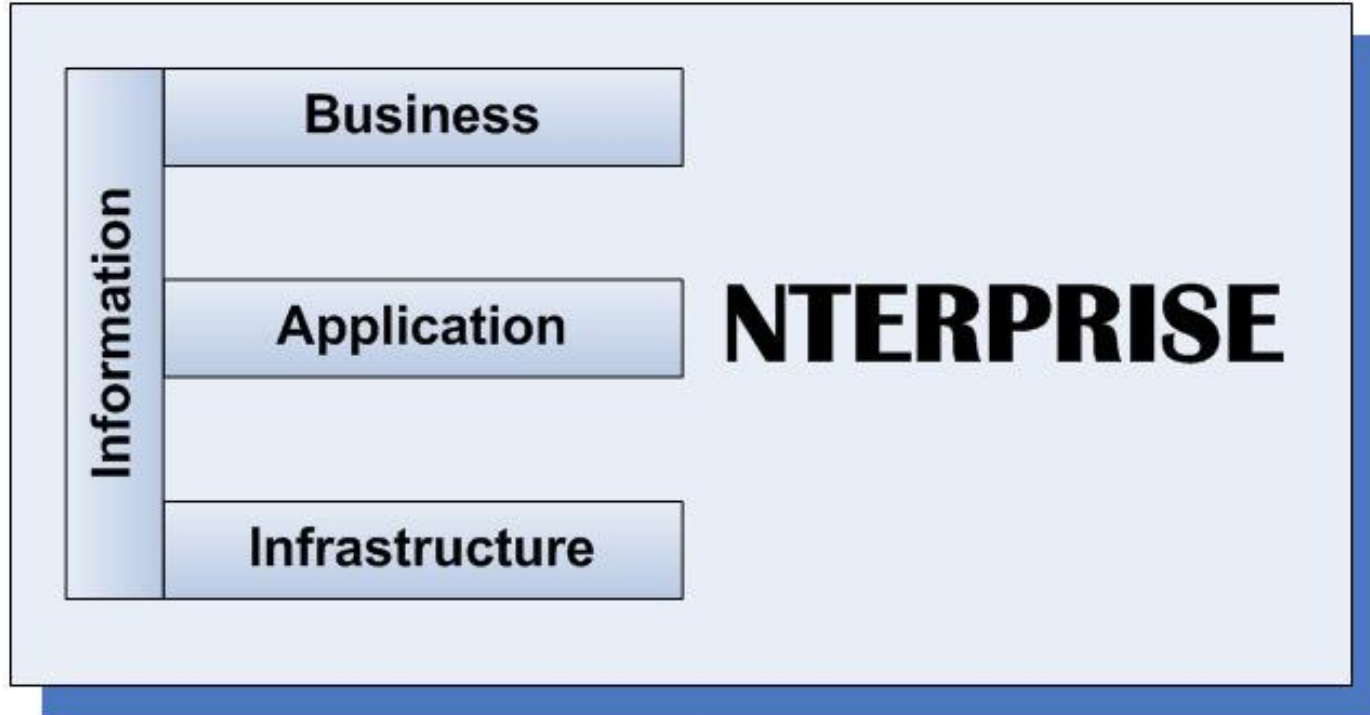 Information
Business
Application
NTERPRISE
Infrastructure